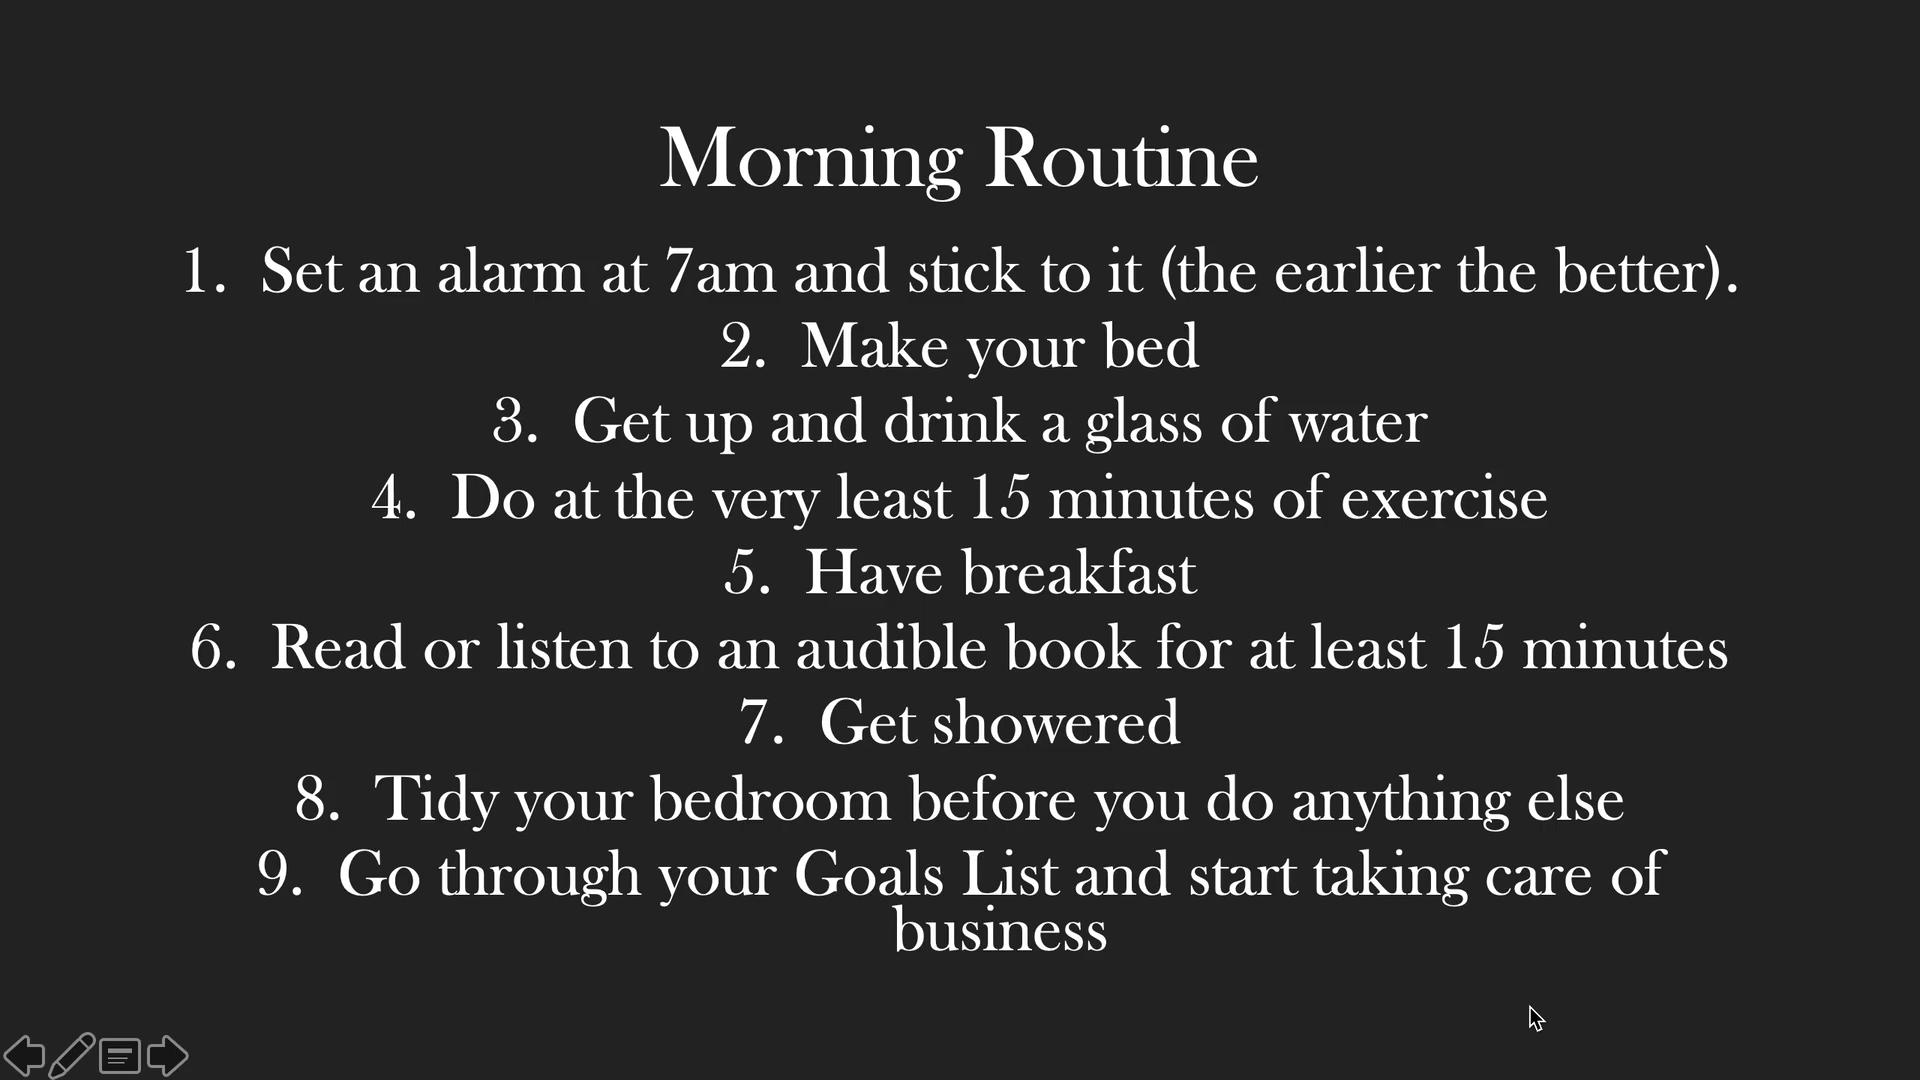 Morning Routine
1. Set an alarm at 7am and stick to it (the earlier the better).
2. Make your bed
3. Get up and drink a glass of water
4. Do at the very least 15 minutes of exercise
5. Have breakfast
6. Read or listen to an audible book for at least 15 minutes
7. Get showered
8. Tidy your bedroom before you do anything else
9. Go through your Goals List and start taking care of
business